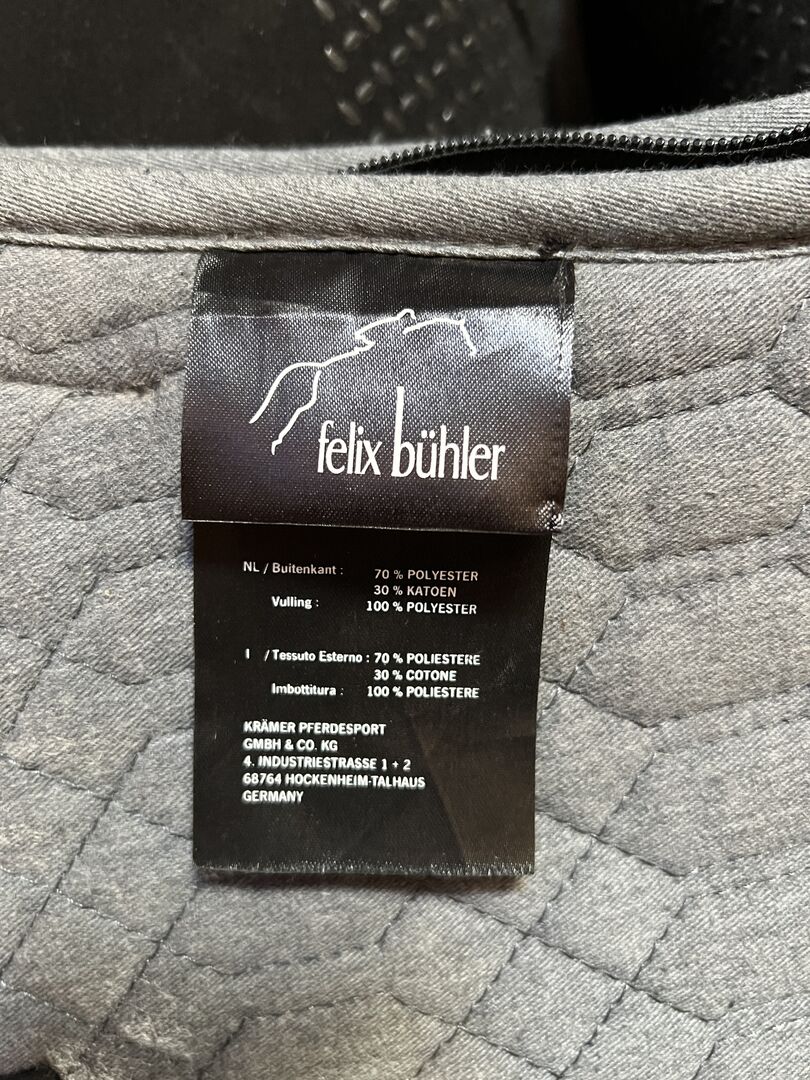 felix bühler
NL / Buitenkant : 70 % POLYESTER
30 % KATOEN
Vulling : 100 % POLYESTER
I / Tessuto Esterno : 70 % POLIESTERE
30 % COTONE
Imbottitura : 100 % POLIESTERE
KRÄMER PFERDESPORT
GMBH & CO. KG
4. INDUSTRIESTRASSE 1 + 2
68764 HOCKENHEIM-TALHAUS
GERMANY